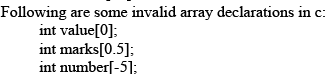 Following are some invalid array declarations in c:
int value[0];
int marks[0.5];
int number[-5];